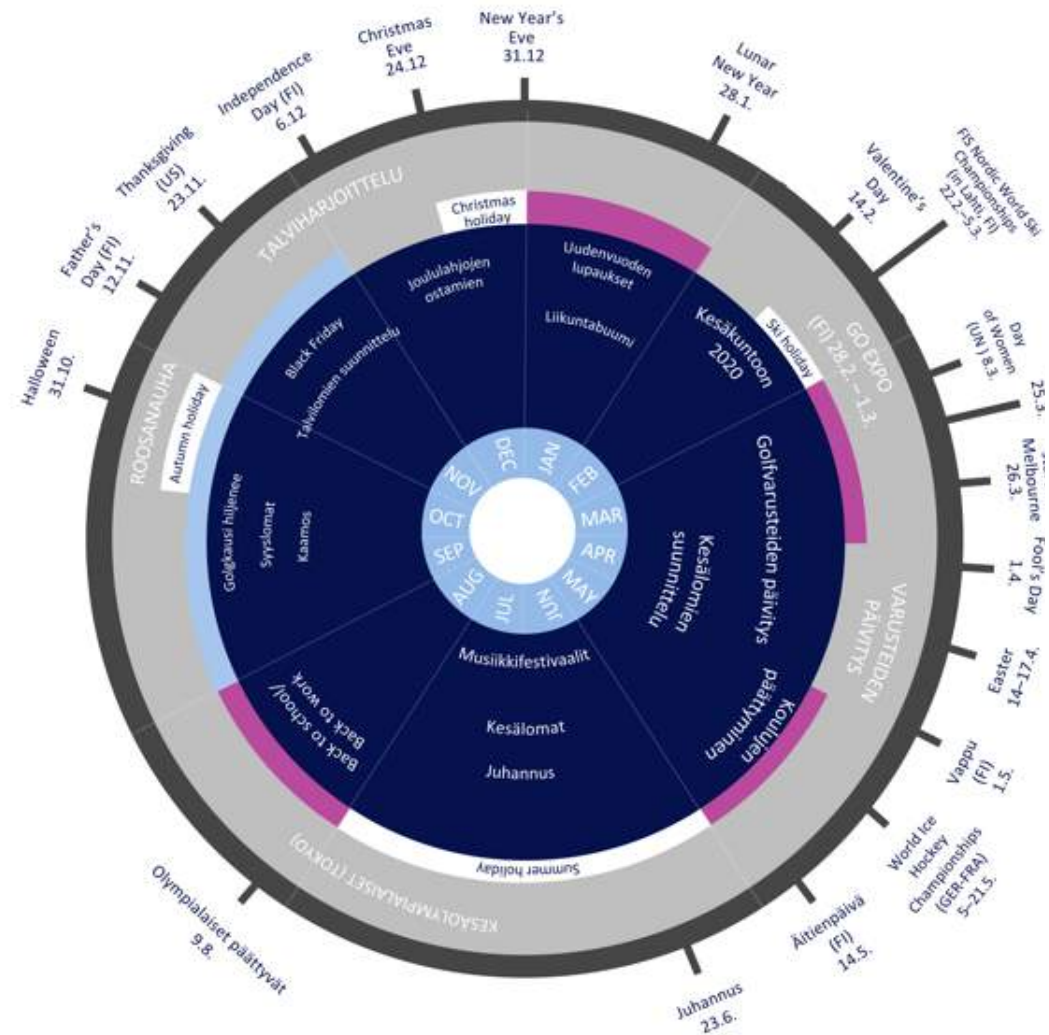 New Year's
Eve
31.12
Lunar
New Year
28.1.
Valentine's
Day
14.2.
FIS Nordic World Ski
Championships
(in Lahti, FI)
22.2.–5.3.
Day
of Women
(UN ) 8.3.
25.3.
Melbourne
26.3.
Fool's Day
1.4.
Easter
14–17.4.
Vappu
(FI)
1.5.
World Ice
Hockey
Championships
(GER-FRA)
5–21.5.
Äitienpäivä
(FI)
14.5.
Juhannus
23.6.
Olympialaiset päättyvät
9.8.
Halloween
31.10.
Father's
Day (FI)
12.11.
Thanksgiving
(US)
23.11.
Independence
Day (FI)
6.12
Christmas
Eve
24.12
TALVIHARJOITTELU
GO EXPO
(FI) 28.2. – 1.3.
VARUSTEIDEN
PÄIVITYS
KESÄOLYMPIALAISET (TOKYO)
ROOSANAUHA
Christmas
holiday
Ski holiday
Summer holiday
Autumn holiday
Uudenvuoden
lupaukset
Liikuntabuumi
Kesäkuntoon
2020
Golfvarusteiden päivitys
Kesälomien
suunnittelu
Koulujen
päättyminen
Musiikkifestivaalit
Kesälomat
Juhannus
Back to school/
Back to work
Golgkausi hiljenee
Syyslomat
Kaamos
Black Friday
Talvilomien suunnittelu
Joululahjojen
ostamien
JAN
FEB
MAR
APR
MAY
JUN
JUL
AUG
SEP
OCT
NOV
DEC